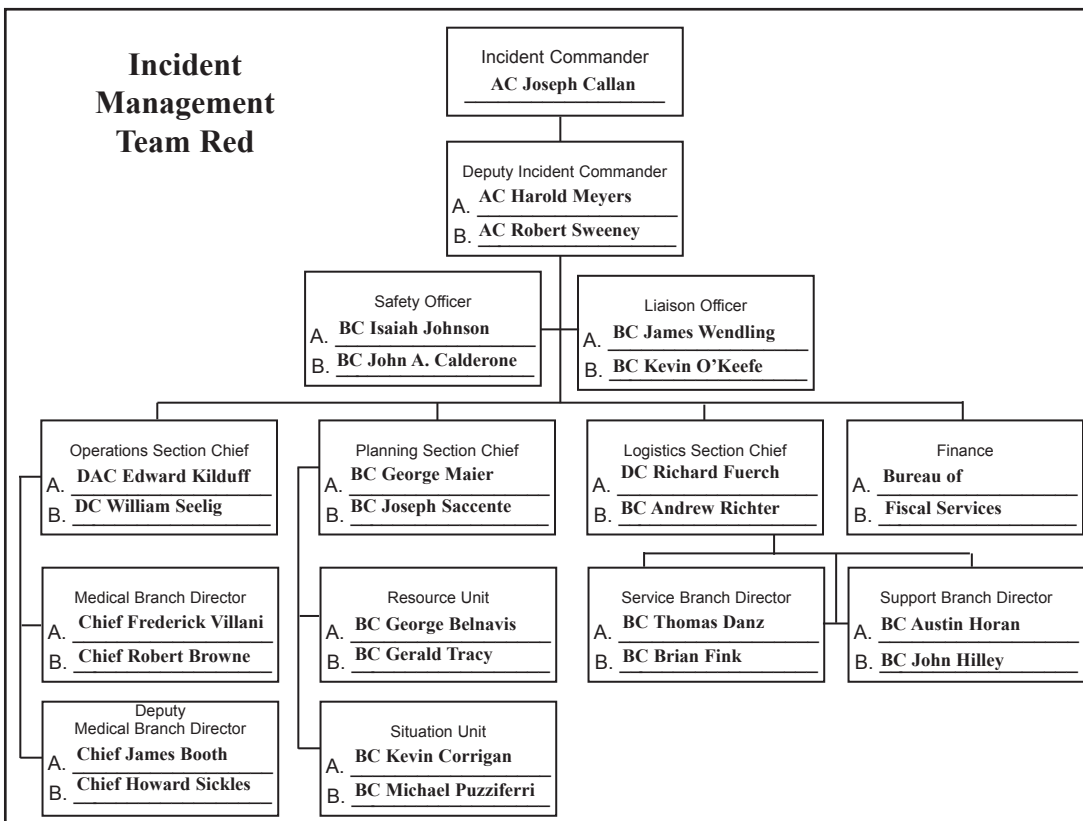 Incident
Management
Team Red
Incident Commander
AC Joseph Callan
Deputy Incident Commander
A. AC Harold Meyers
B. AC Robert Sweeney
Safety Officer
A. BC Isaiah Johnson
B. BC John A. Calderone
Liaison Officer
A. BC James Wendling
B. BC Kevin O’Keefe
Operations Section Chief
A. DAC Edward Kilduff
B. DC William Seelig
Planning Section Chief
A. BC George Maier
B. BC Joseph Saccente
Logistics Section Chief
A. DC Richard Fuerch
B. BC Andrew Richter
Finance
A. Bureau of
B. Fiscal Services
Medical Branch Director
A. Chief Frederick Villani
B. Chief Robert Browne
Resource Unit
A. BC George Belnavis
B. BC Gerald Tracy
Service Branch Director
A. BC Thomas Danz
B. BC Brian Fink
Support Branch Director
A. BC Austin Horan
B. BC John Hilley
Deputy
Medical Branch Director
A. Chief James Booth
B. Chief Howard Sickles
Situation Unit
A. BC Kevin Corrigan
B. BC Michael Puzziferri